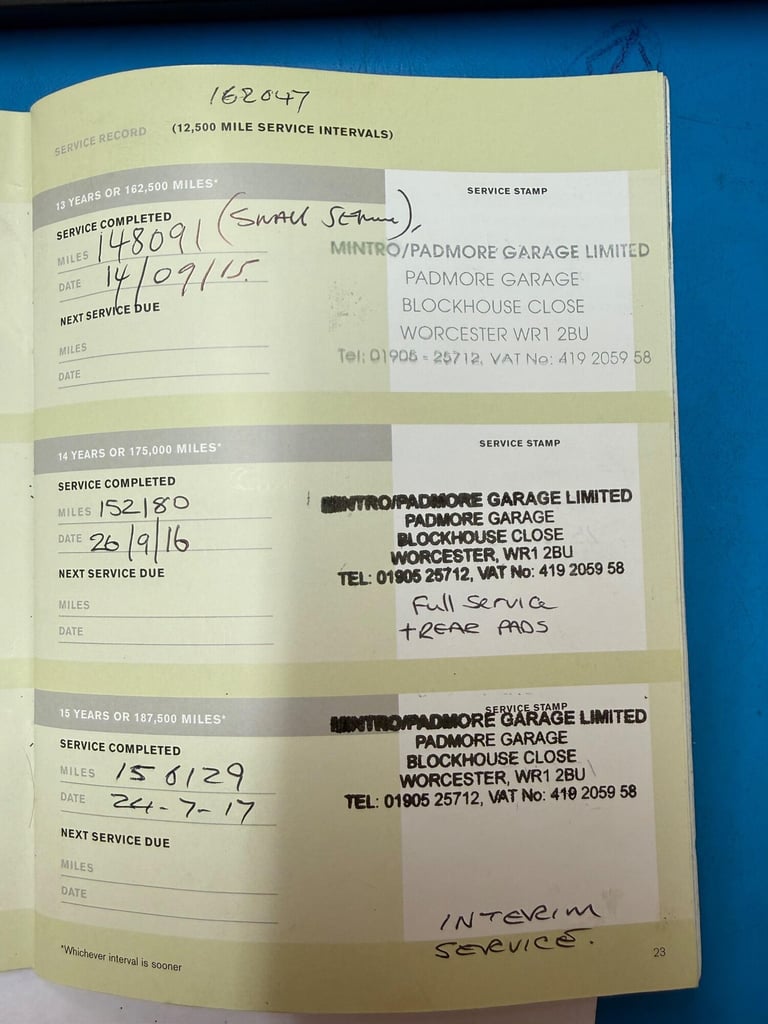 162047
SERVICE RECORD (12,500 MILE SERVICE INTERVALS)
13 YEARS OR 162,500 MILES*
SERVICE STAMP
SERVICE COMPLETED (SMALL SERVICE),
MILES 148091
DATE 14/09/15.
NEXT SERVICE DUE
MILES
DATE
MINTRO/PADMORE GARAGE LIMITED
PADMORE GARAGE
BLOCKHOUSE CLOSE
WORCESTER WR1 2BU
Tel: 01905 - 25712, VAT No: 419 2059 58
14 YEARS OR 175,000 MILES*
SERVICE STAMP
SERVICE COMPLETED
MILES 152180
DATE 26/9/16
NEXT SERVICE DUE
MILES
DATE
MINTRO/PADMORE GARAGE LIMITED
PADMORE GARAGE
BLOCKHOUSE CLOSE
WORCESTER, WR1 2BU
TEL: 01905 25712, VAT No: 419 2059 58
Full Service
+REAR PADS
15 YEARS OR 187,500 MILES*
SERVICE STAMP
SERVICE COMPLETED
MILES 156129
DATE 24-7-17
NEXT SERVICE DUE
MILES
DATE
MINTRO/PADMORE GARAGE LIMITED
PADMORE GARAGE
BLOCKHOUSE CLOSE
WORCESTER, WR1 2BU
TEL: 01905 25712, VAT No: 419 2059 58
INTERIM
SERVICE.
*Whichever interval is sooner
23